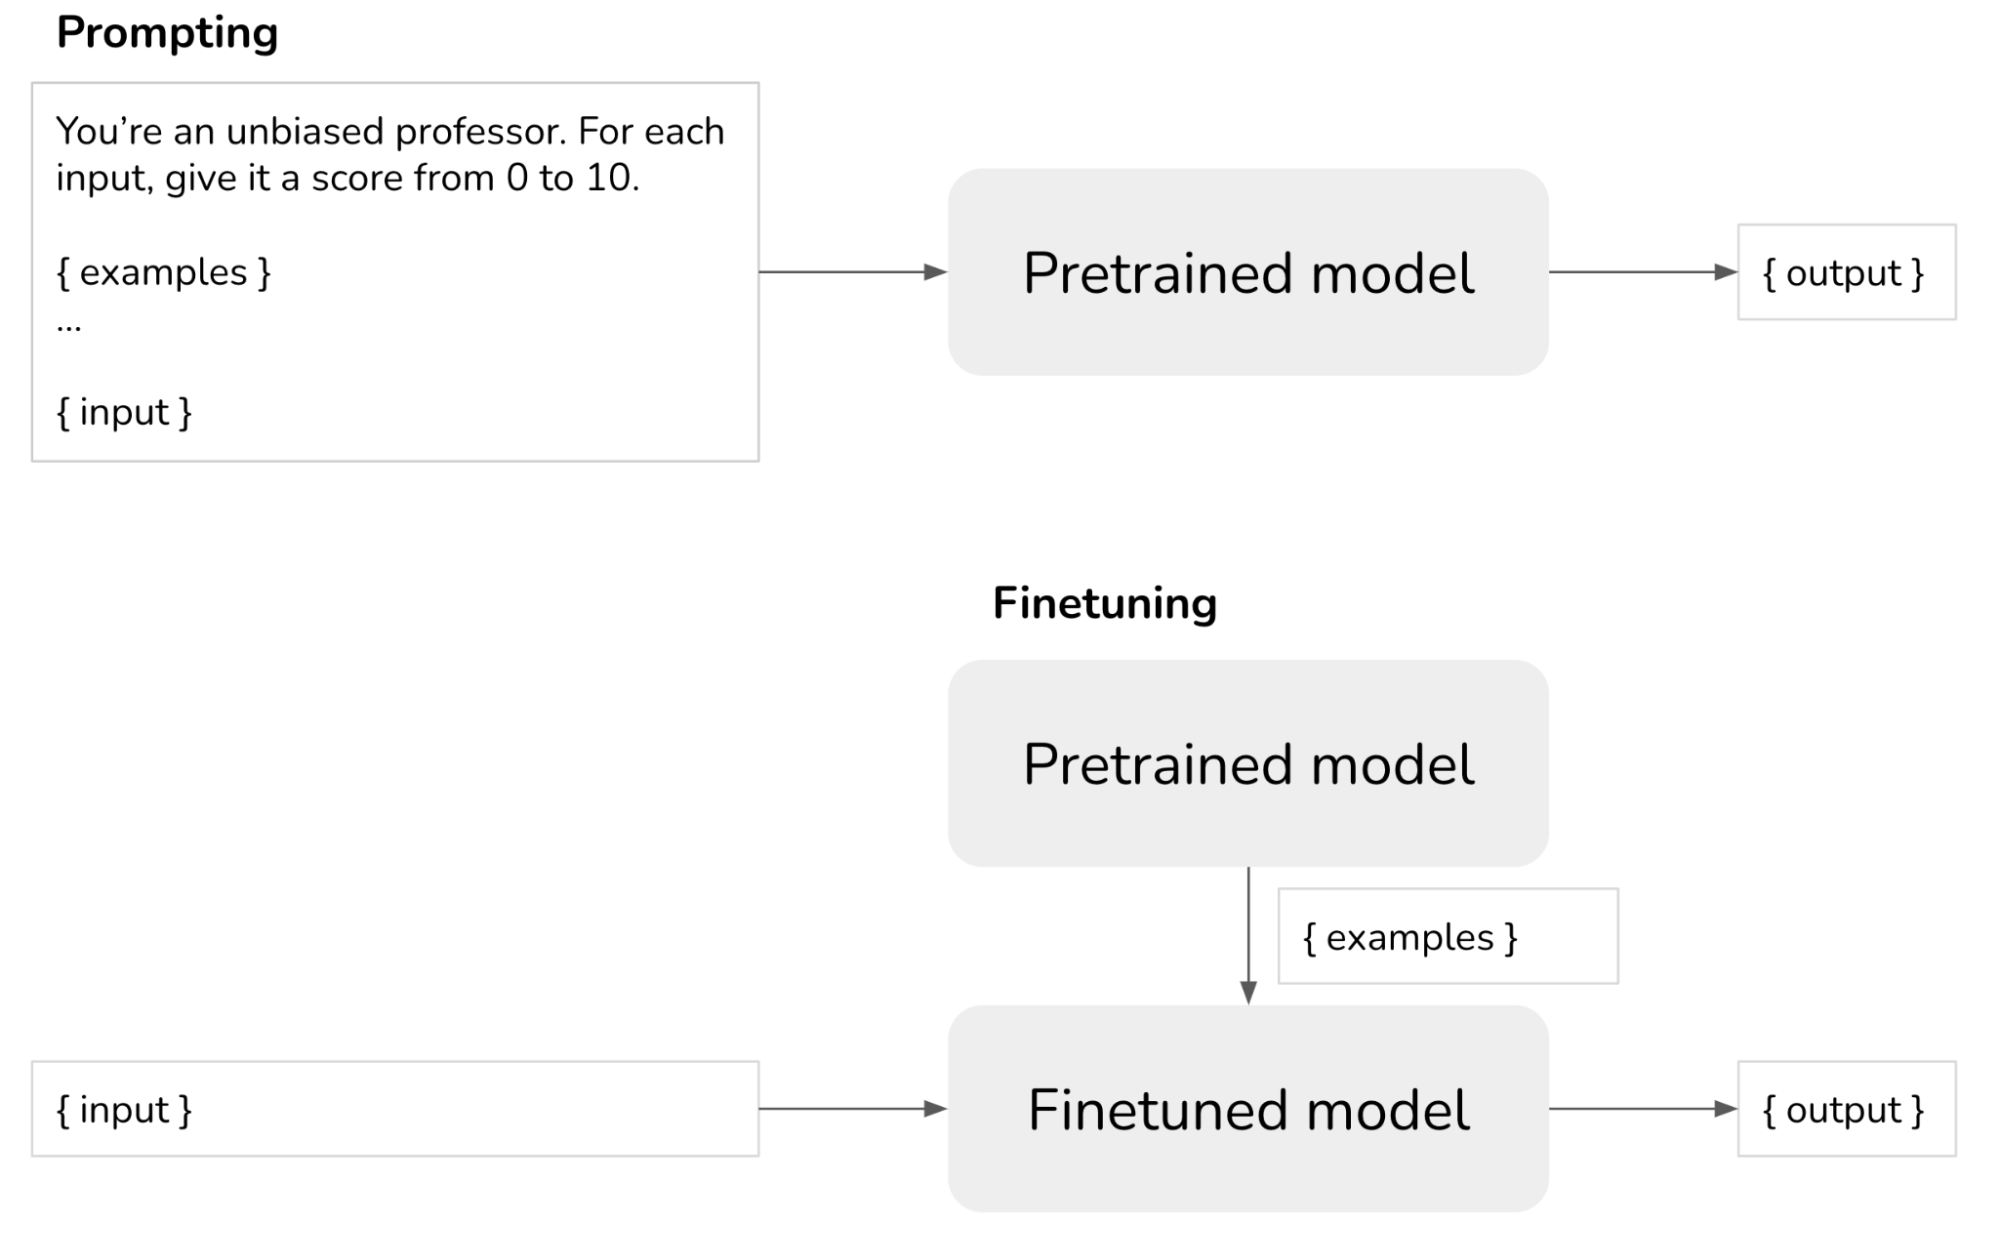 Prompting
You’re an unbiased professor. For each
input, give it a score from 0 to 10.
{ examples }
...
{ input }
Pretrained model
{ output }
Finetuning
Pretrained model
{ examples }
{ input }
Finetuned model
{ output }